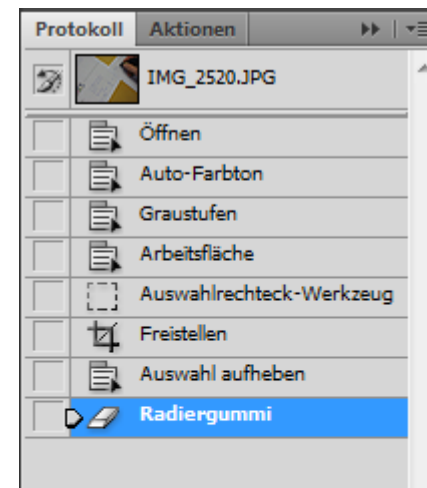 Protokoll Aktionen
IMG_2520.JPG
Öffnen
Auto-Farbton
Graustufen
Arbeitsfläche
Auswahlrechteck-Werkzeug
Freistellen
Auswahl aufheben
Radiergummi